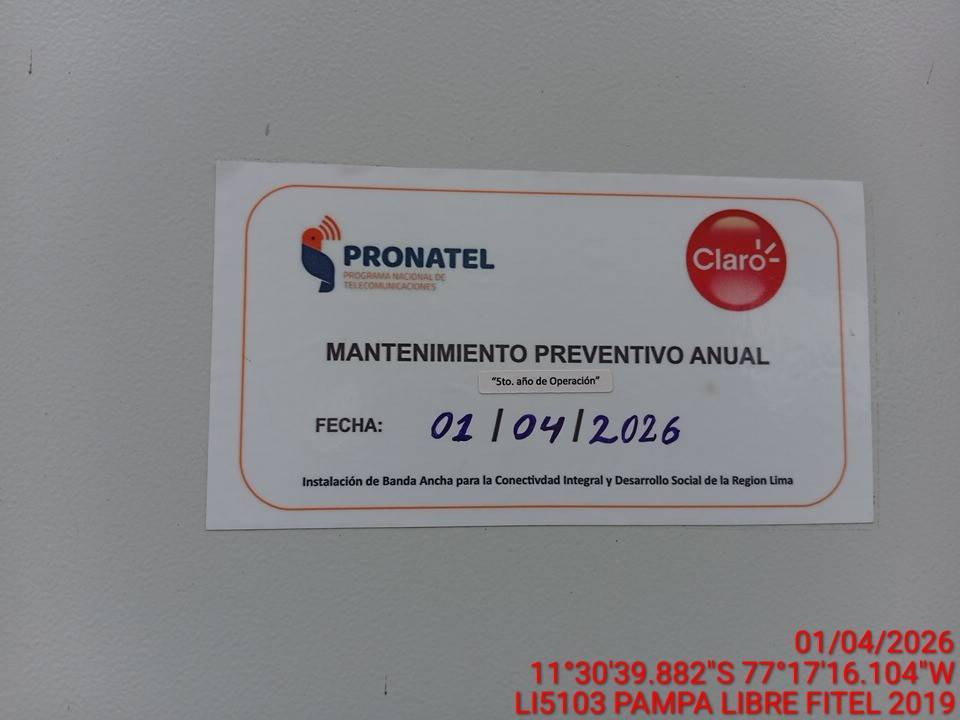 PRONATEL
PROGRAMA NACIONAL DE
TELECOMUNICACIONES
Claro
MANTENIMIENTO PREVENTIVO ANUAL
"5to. año de Operación"
FECHA: 01 / 04 / 2026
Instalación de Banda Ancha para la Conectivdad Integral y Desarrollo Social de la Region Lima
01/04/2026
11°30'39.882"S 77°17'16.104"W
LI5103 PAMPA LIBRE FITEL 2019